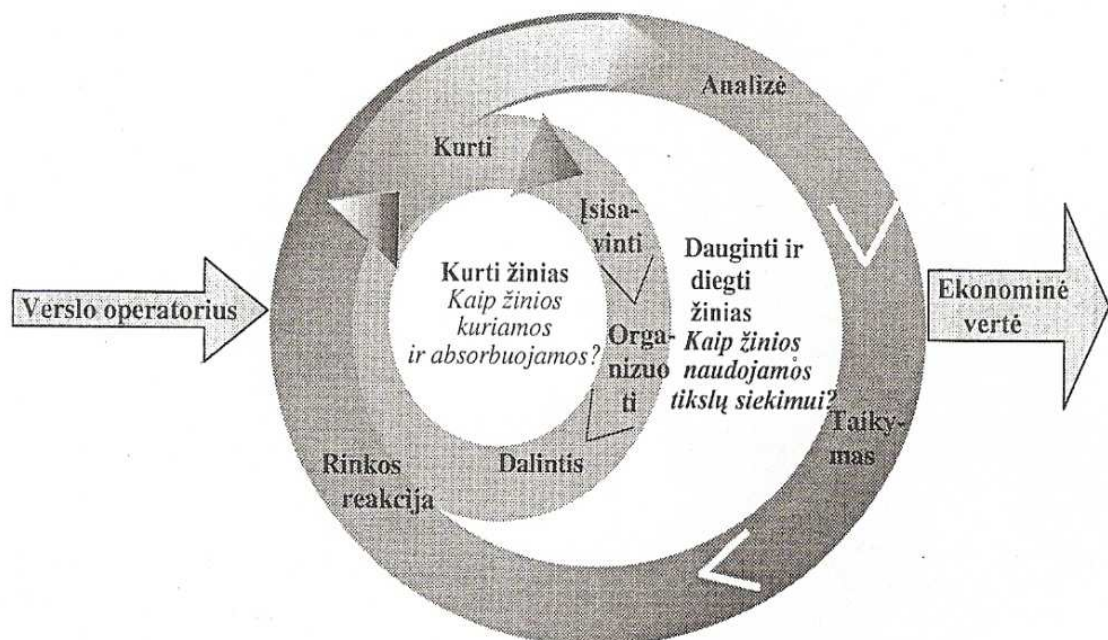 Analizė
Kurti
Įsisa-
vinti
Kurti žinias
Kaip žinios
kuriamos
ir absorbuojamos?
Dauginti ir
diegti
žinias
Kaip žinios
naudojamos
tikslų siekimui?
Verslo operatorius
Ekonominė
vertė
Orga-
nizuo
ti
Taiky-
mas
Dalintis
Rinkos
reakcija